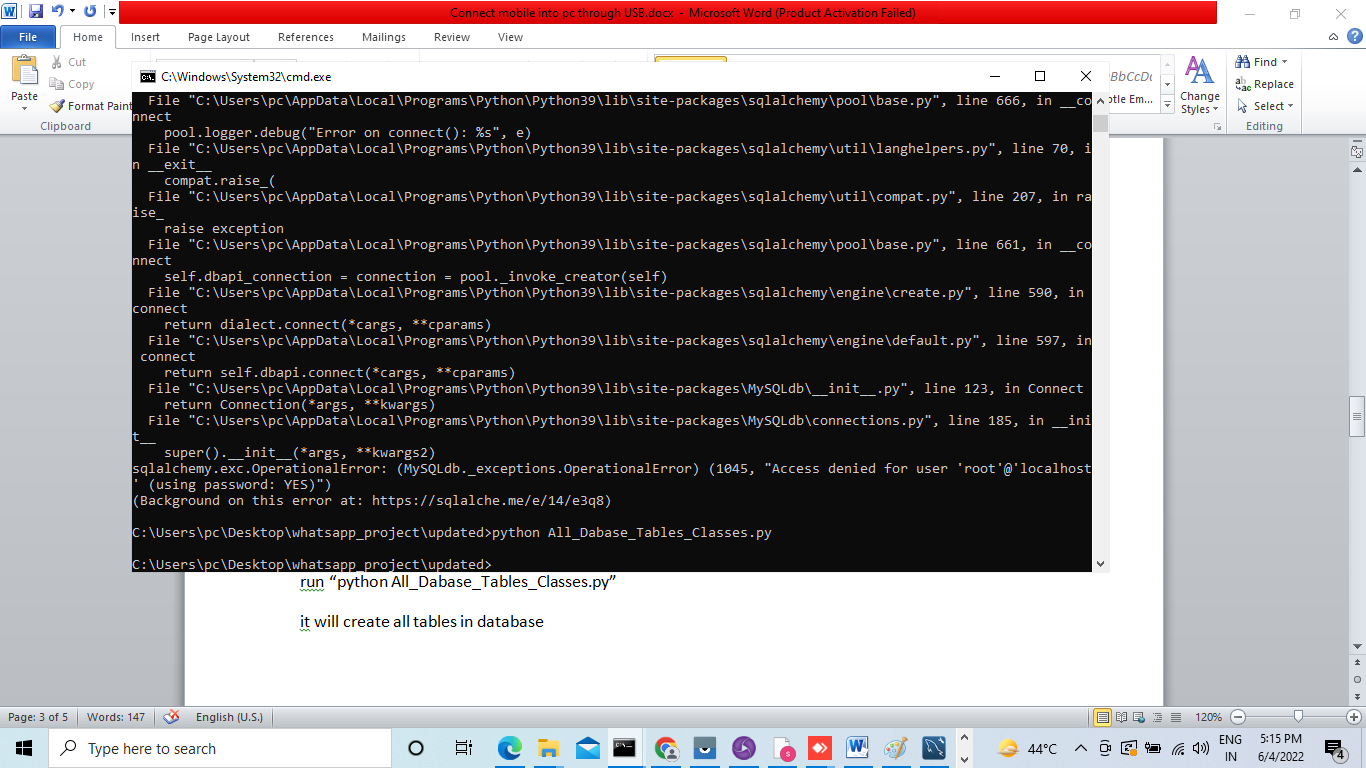 Connect mobile into pc through USB.docx - Microsoft Word (Product Activation Failed)
File Home Insert Page Layout References Mailings Review View
Paste
Cut
Copy
Format Paint
Clipboard
Change Styles
Find
Replace
Select
Editing
C:\Windows\System32\cmd.exe
File "C:\Users\pc\AppData\Local\Programs\Python\Python39\lib\site-packages\sqlalchemy\pool\base.py", line 666, in __co
nnect
pool.logger.debug("Error on connect(): %s", e)
File "C:\Users\pc\AppData\Local\Programs\Python\Python39\lib\site-packages\sqlalchemy\util\langhelpers.py", line 70, i
n __exit__
compat.raise_(
File "C:\Users\pc\AppData\Local\Programs\Python\Python39\lib\site-packages\sqlalchemy\util\compat.py", line 207, in ra
ise_
raise exception
File "C:\Users\pc\AppData\Local\Programs\Python\Python39\lib\site-packages\sqlalchemy\pool\base.py", line 661, in __co
nnect
self.dbapi_connection = connection = pool._invoke_creator(self)
File "C:\Users\pc\AppData\Local\Programs\Python\Python39\lib\site-packages\sqlalchemy\engine\create.py", line 590, in
connect
return dialect.connect(*cargs, **cparams)
File "C:\Users\pc\AppData\Local\Programs\Python\Python39\lib\site-packages\sqlalchemy\engine\default.py", line 597, in
connect
return self.dbapi.connect(*cargs, **cparams)
File "C:\Users\pc\AppData\Local\Programs\Python\Python39\lib\site-packages\MySQLdb\__init__.py", line 123, in Connect
return Connection(*args, **kwargs)
File "C:\Users\pc\AppData\Local\Programs\Python\Python39\lib\site-packages\MySQLdb\connections.py", line 185, in __ini
t__
super().__init__(*args, **kwargs2)
sqlalchemy.exc.OperationalError: (MySQLdb._exceptions.OperationalError) (1045, "Access denied for user 'root'@'localhost
' (using password: YES)")
(Background on this error at: https://sqlalche.me/e/14/e3q8)
C:\Users\pc\Desktop\whatsapp_project\updated>python All_Dabase_Tables_Classes.py
C:\Users\pc\Desktop\whatsapp_project\updated>
run “python All_Dabase_Tables_Classes.py”
it will create all tables in database
Page: 3 of 5 Words: 147 English (U.S.) 120%
Type here to search
44°C
ENG
IN
5:15 PM
6/4/2022
4